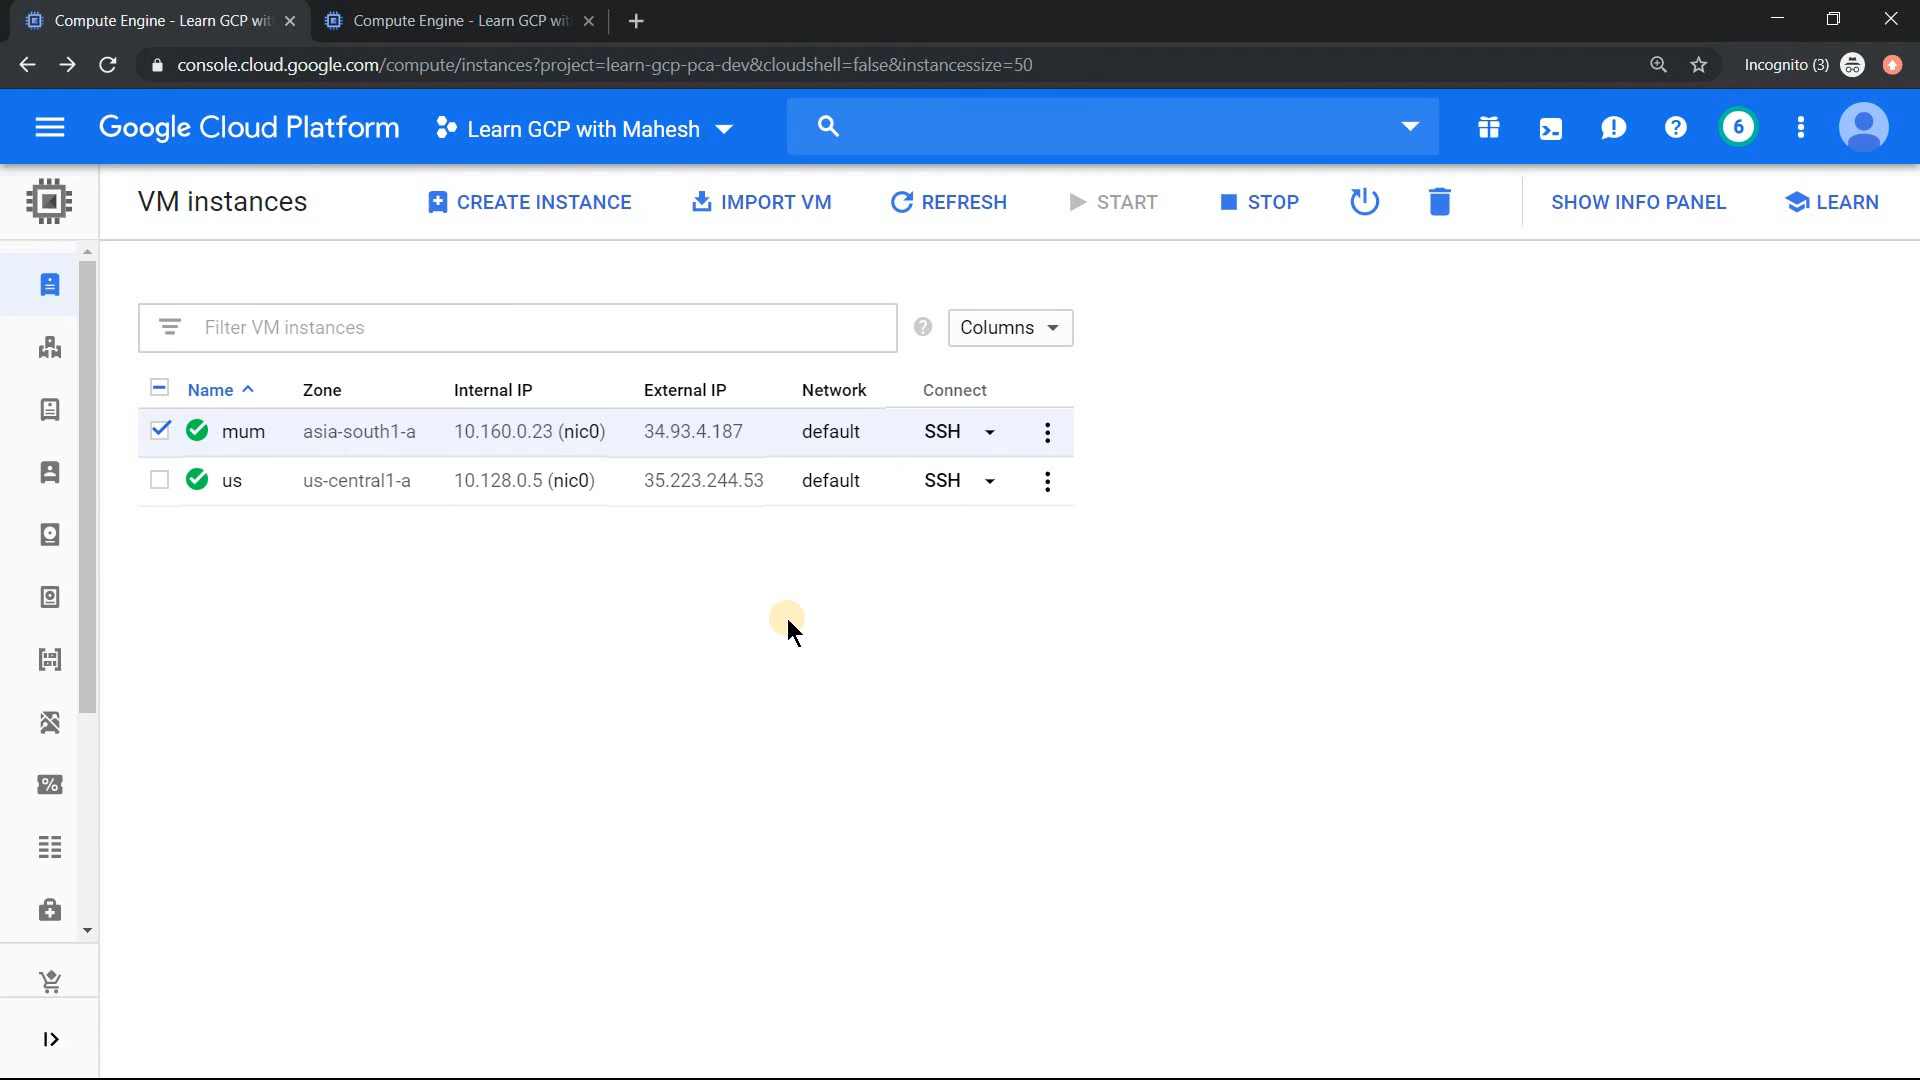 Compute Engine - Learn GCP wit
Compute Engine - Learn GCP wit
console.cloud.google.com/compute/instances?project=learn-gcp-pca-dev&cloudshell=false&instancessize=50
Incognito (3)
Google Cloud Platform
Learn GCP with Mahesh
6
VM instances
CREATE INSTANCE
IMPORT VM
REFRESH
START
STOP
SHOW INFO PANEL
LEARN
Filter VM instances
Columns
Name Zone Internal IP External IP Network Connect
mum asia-south1-a 10.160.0.23 (nic0) 34.93.4.187 default SSH
us us-central1-a 10.128.0.5 (nic0) 35.223.244.53 default SSH